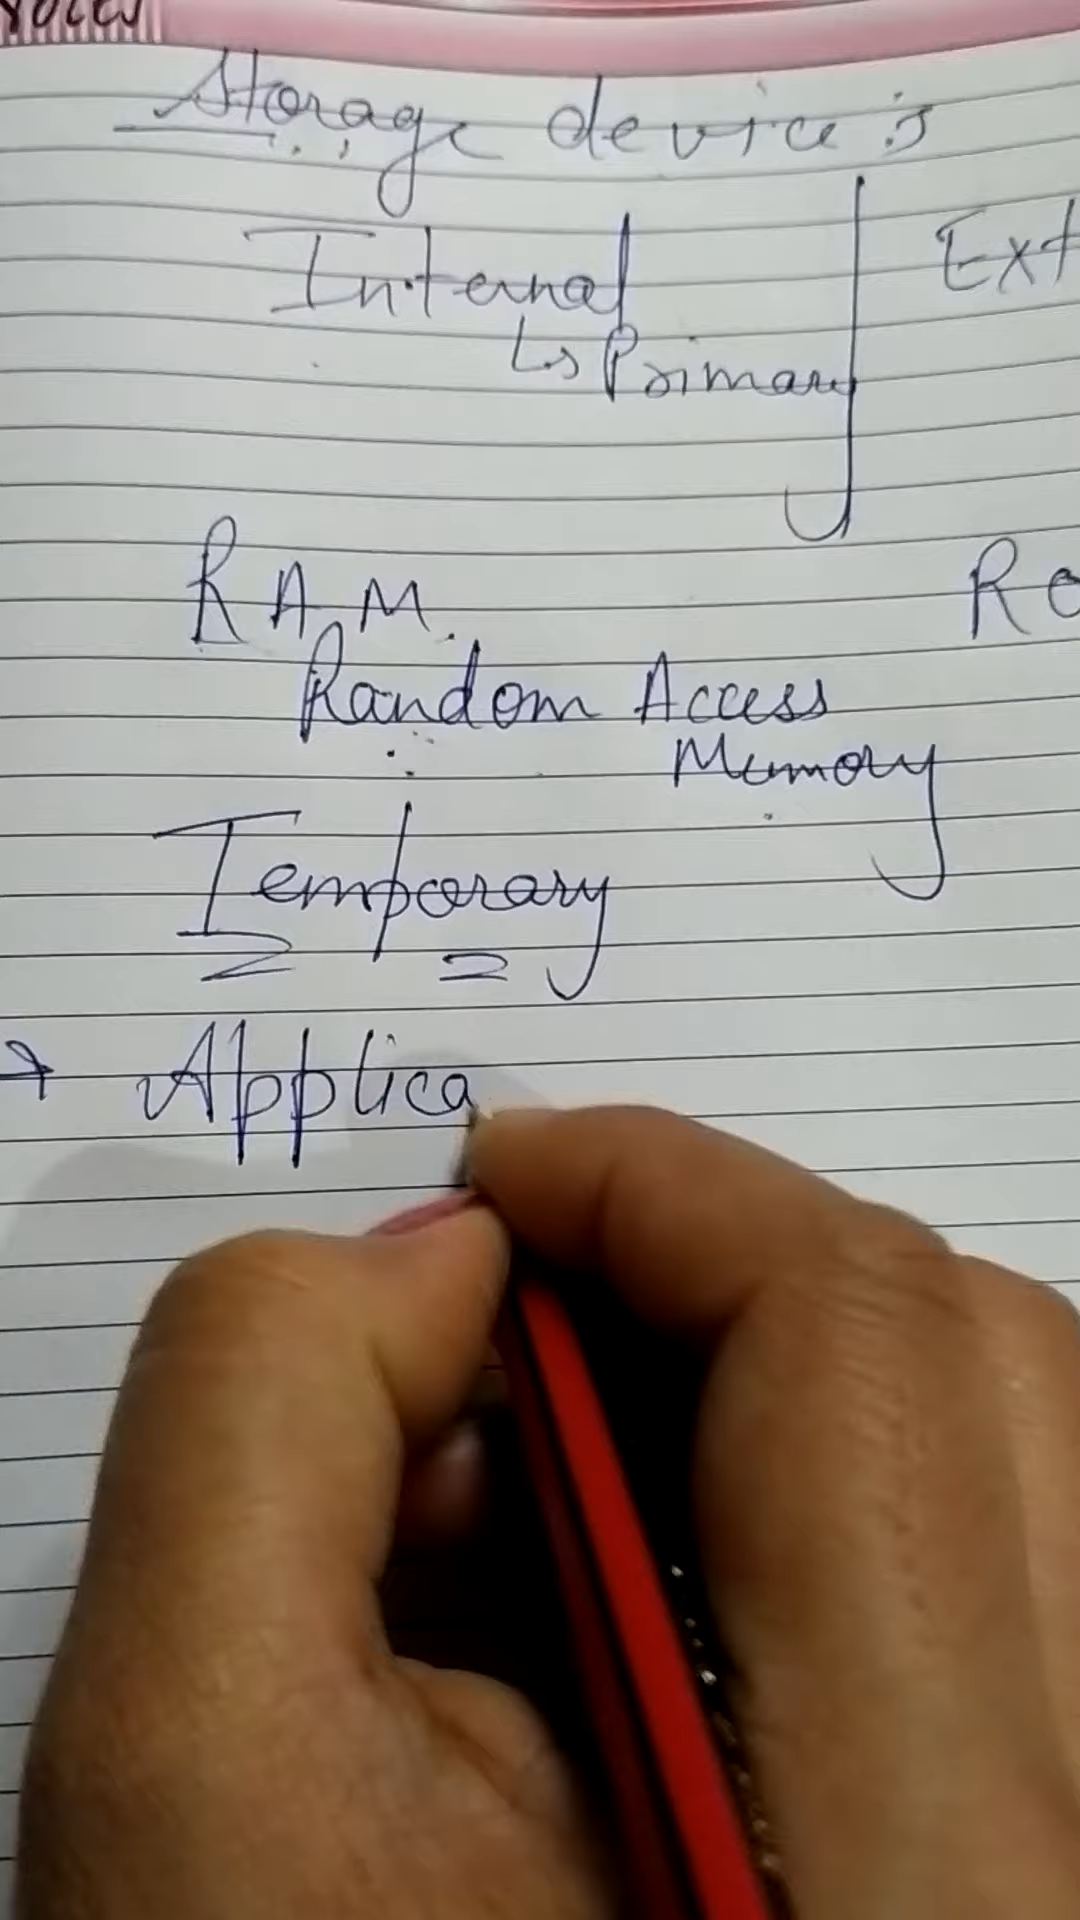 Storage device's
Internal
Ext
↳ Primary
RAM.
Ro
Random Access
Memory
Temporary
→ Applica